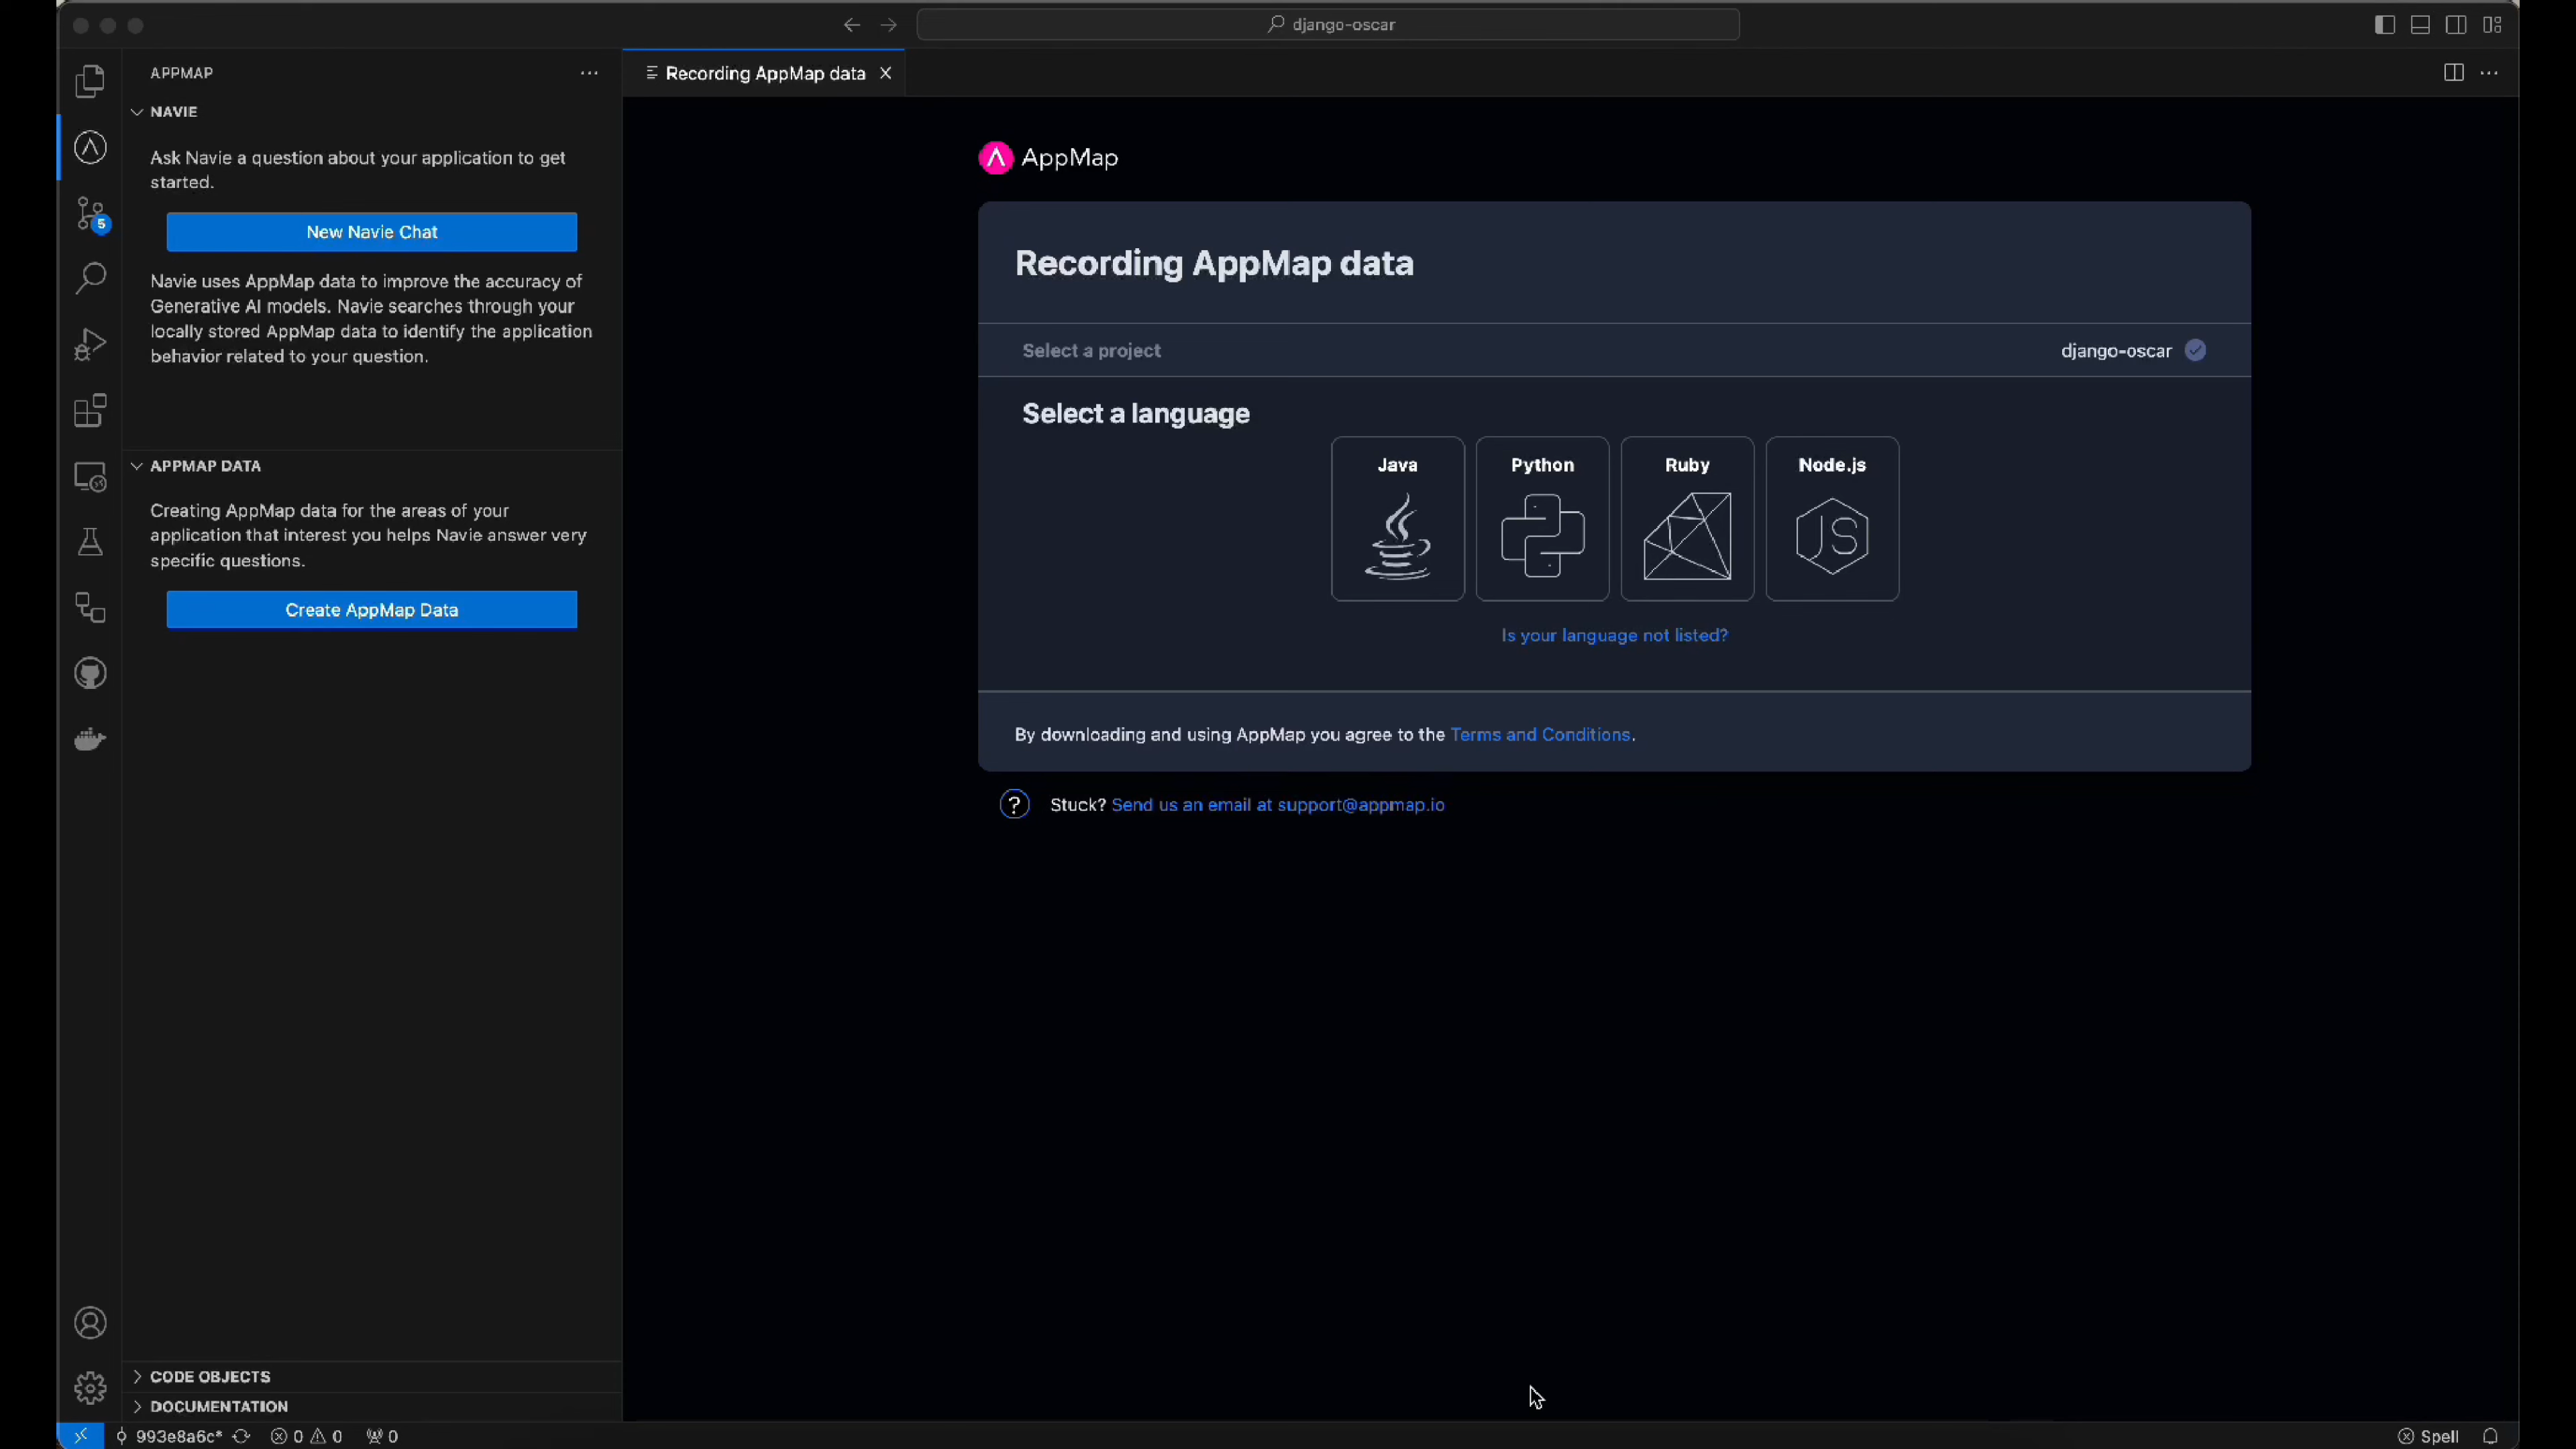 django-oscar
APPMAP
Recording AppMap data
NAVIE
Ask Navie a question about your application to get
started.
New Navie Chat
Navie uses AppMap data to improve the accuracy of
Generative AI models. Navie searches through your
locally stored AppMap data to identify the application
behavior related to your question.
5
APPMAP DATA
Creating AppMap data for the areas of your
application that interest you helps Navie answer very
specific questions.
Create AppMap Data
CODE OBJECTS
DOCUMENTATION
AppMap
Recording AppMap data
Select a project
django-oscar
Select a language
Java
Python
Ruby
Node.js
JS
Is your language not listed?
By downloading and using AppMap you agree to the Terms and Conditions.
? Stuck? Send us an email at support@appmap.io
993e8a6c* 0 0 0
Spell